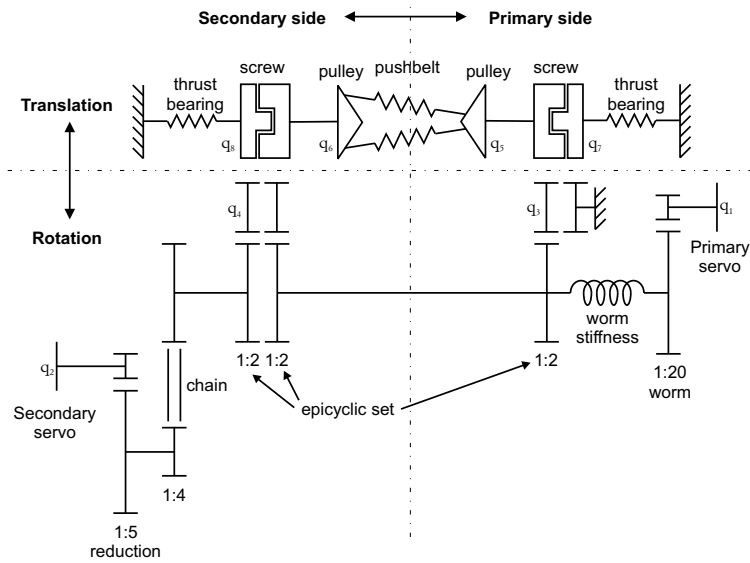 Secondary side
Primary side
pulley pushbelt pulley
screw
screw
thrust
bearing
thrust
bearing
Translation
q8
q6
q5
q7
Rotation
q4
q3
q1
Primary
servo
worm
stiffness
1:2 1:2
1:2
1:20
worm
q2
chain
epicyclic set
Secondary
servo
1:4
1:5
reduction